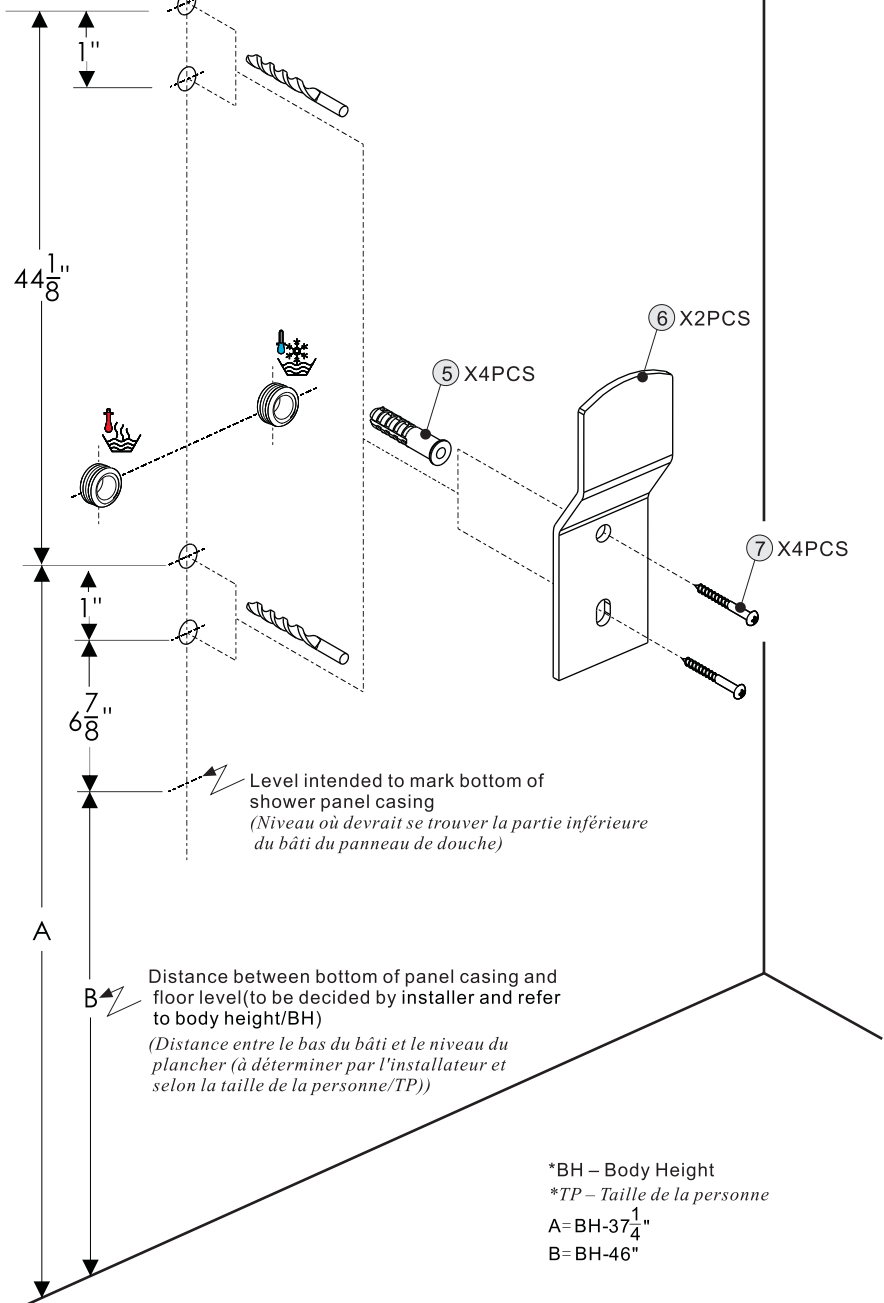 1"
44 1/8"
6 X2PCS
5 X4PCS
7 X4PCS
1"
6 7/8"
Level intended to mark bottom of
shower panel casing
(Niveau où devrait se trouver la partie inférieure
du bâti du panneau de douche)
A
B
Distance between bottom of panel casing and
floor level(to be decided by installer and refer
to body height/BH)
(Distance entre le bas du bâti et le niveau du
plancher (à déterminer par l'installateur et
selon la taille de la personne/TP))
*BH – Body Height
*TP – Taille de la personne
A=BH-37 1/4"
B=BH-46"